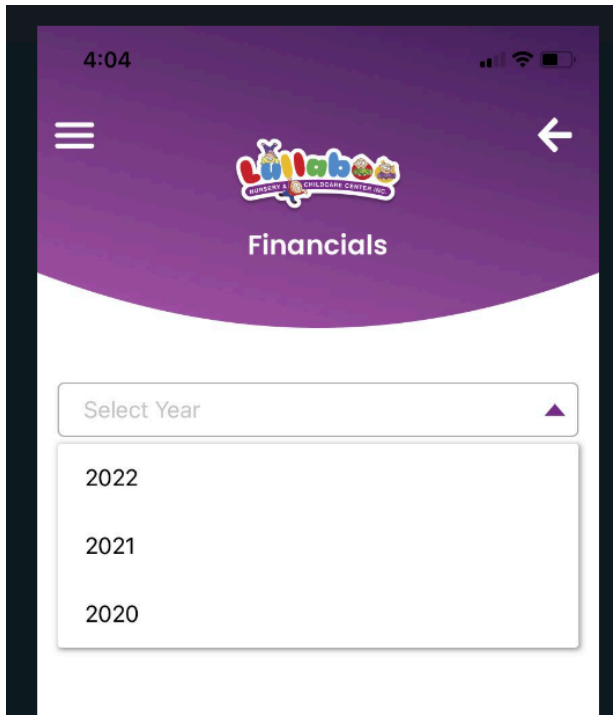 4:04
Lullaboo
NURSERY & CHILDCARE CENTER INC.
Financials
Select Year
2022
2021
2020